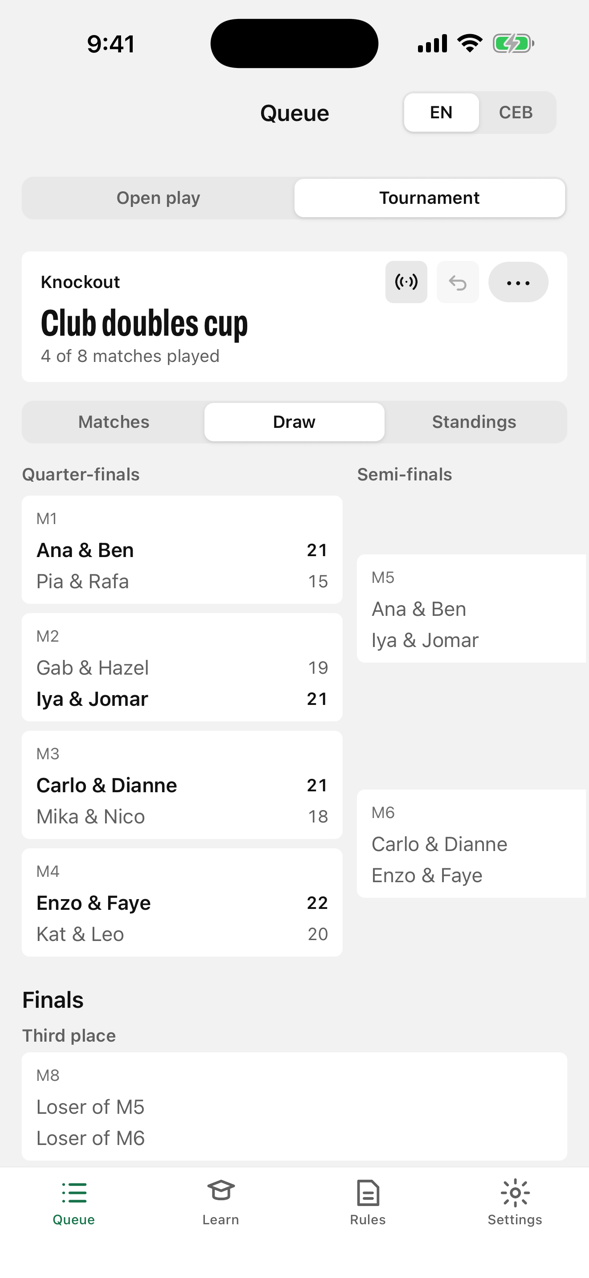 9:41
Queue
EN
CEB
Open play
Tournament
Knockout
Club doubles cup
4 of 8 matches played
Matches
Draw
Standings
Quarter-finals
M1
Ana & Ben 21
Pia & Rafa 15
M2
Gab & Hazel 19
Iya & Jomar 21
M3
Carlo & Dianne 21
Mika & Nico 18
M4
Enzo & Faye 22
Kat & Leo 20
Semi-finals
M5
Ana & Ben
Iya & Jomar
M6
Carlo & Dianne
Enzo & Faye
Finals
Third place
M8
Loser of M5
Loser of M6
Queue
Learn
Rules
Settings